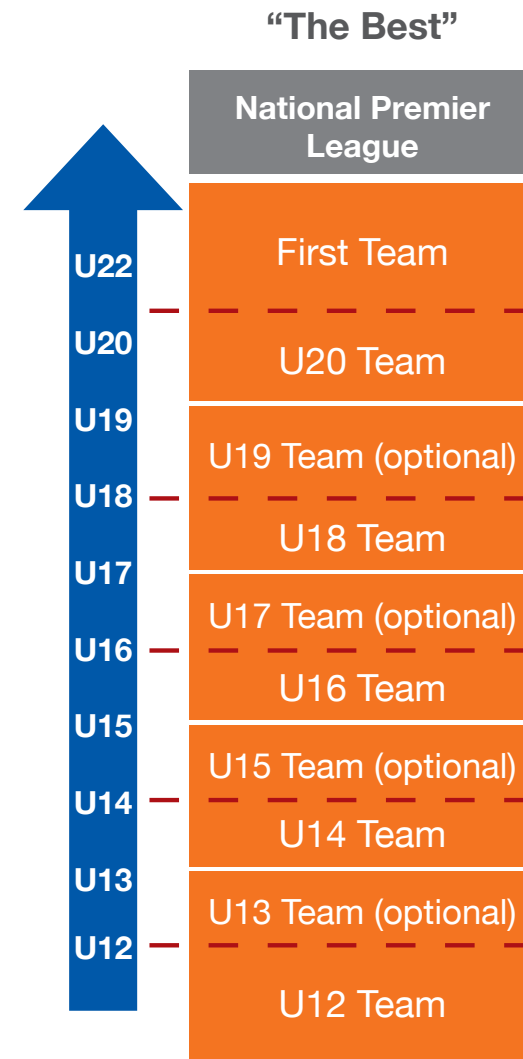 “The Best”
National Premier
League
U22
First Team
U20
U20 Team
U19
U19 Team (optional)
U18
U18 Team
U17
U17 Team (optional)
U16
U16 Team
U15
U15 Team (optional)
U14
U14 Team
U13
U13 Team (optional)
U12
U12 Team